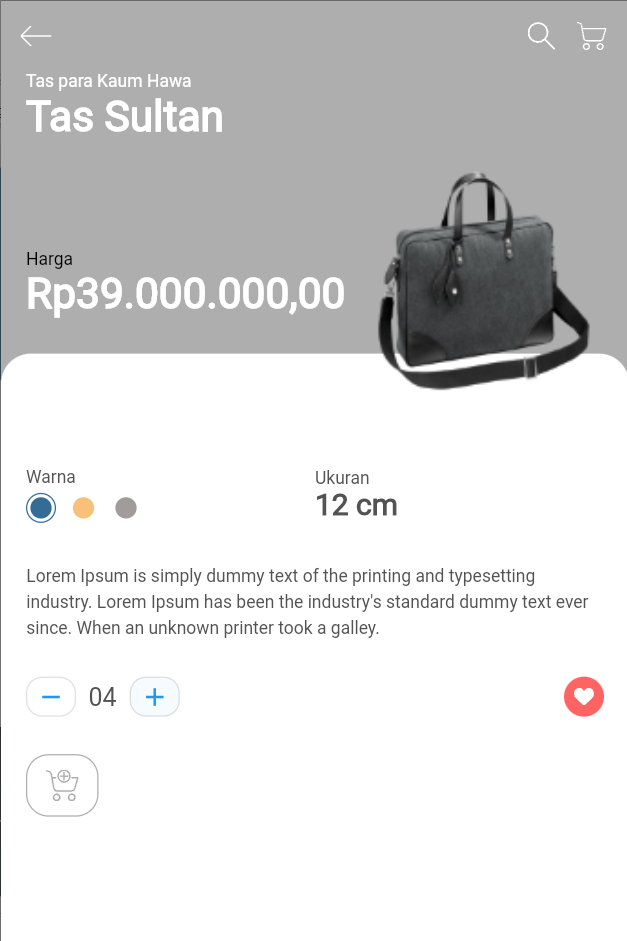 Tas para Kaum Hawa
Tas Sultan
Harga
Rp39.000.000,00
Warna
Ukuran
12 cm
Lorem Ipsum is simply dummy text of the printing and typesetting
industry. Lorem Ipsum has been the industry's standard dummy text ever
since. When an unknown printer took a galley.
04